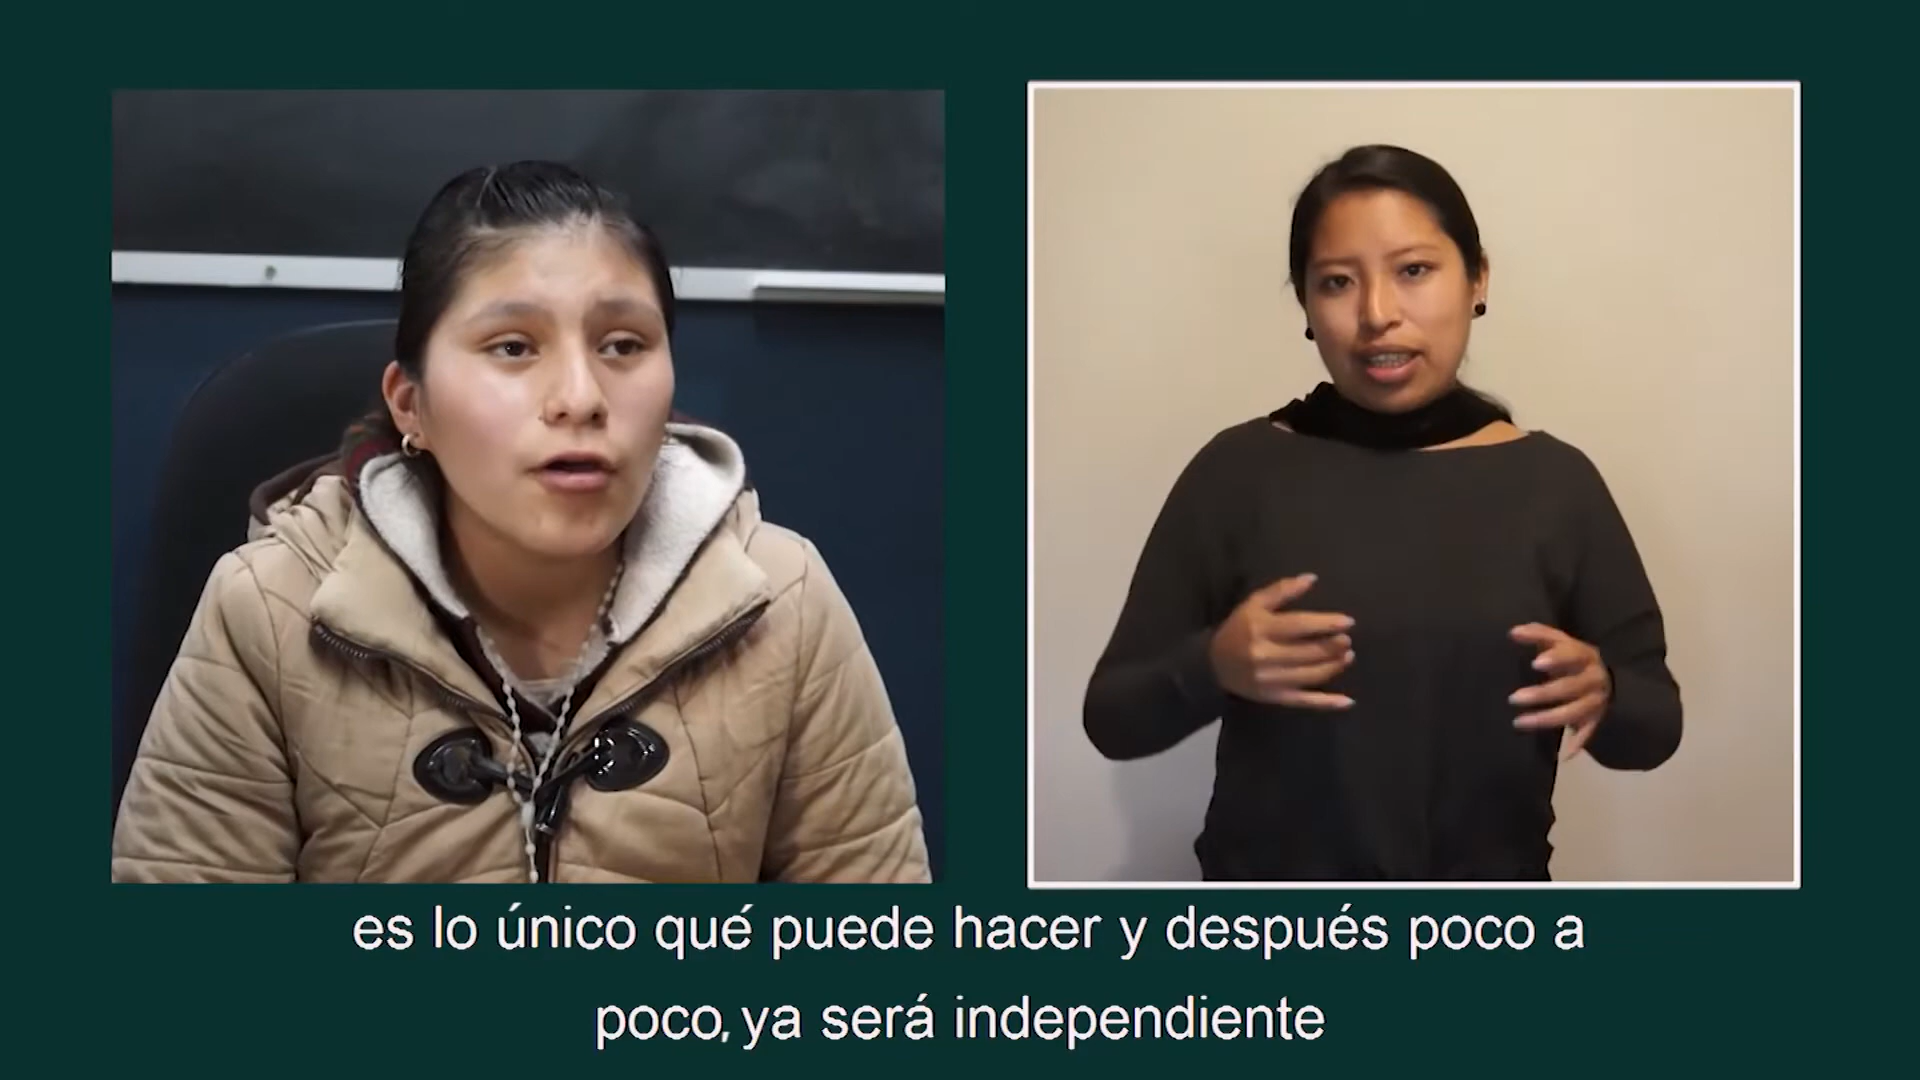 es lo único qué puede hacer y después poco a
poco, ya será independiente